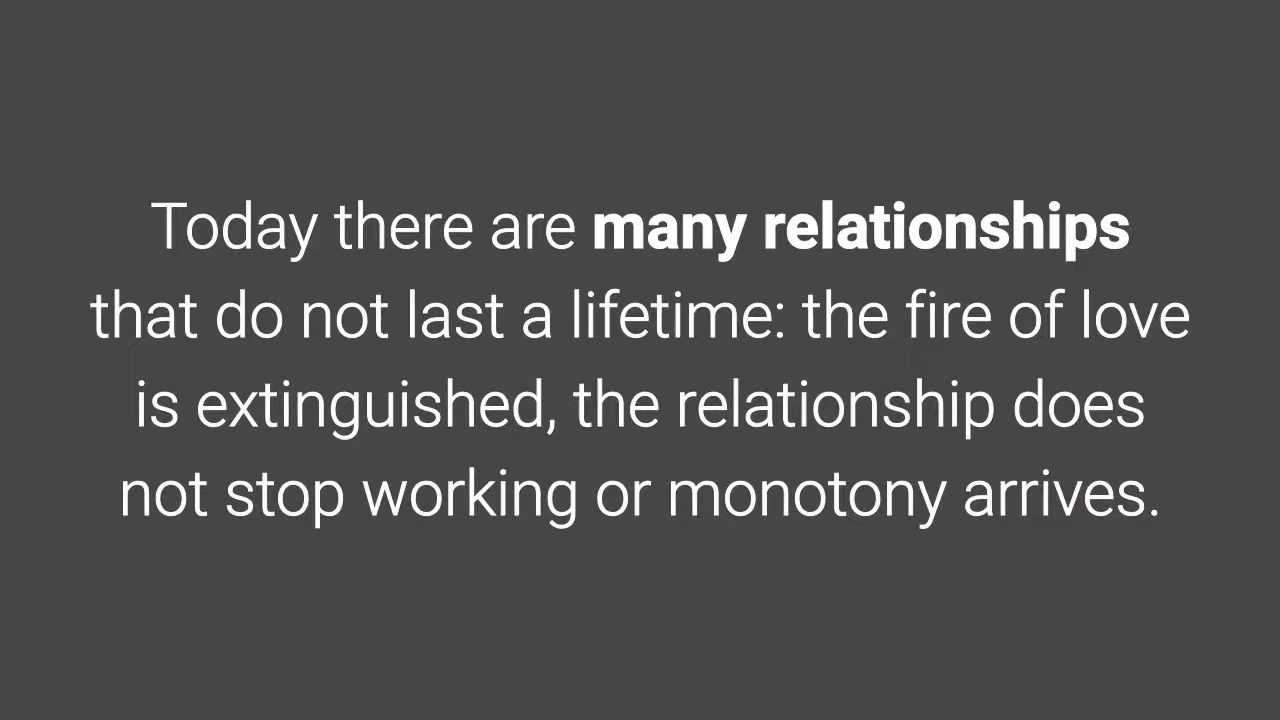 Today there are many relationships
that do not last a lifetime: the fire of love
is extinguished, the relationship does
not stop working or monotony arrives.